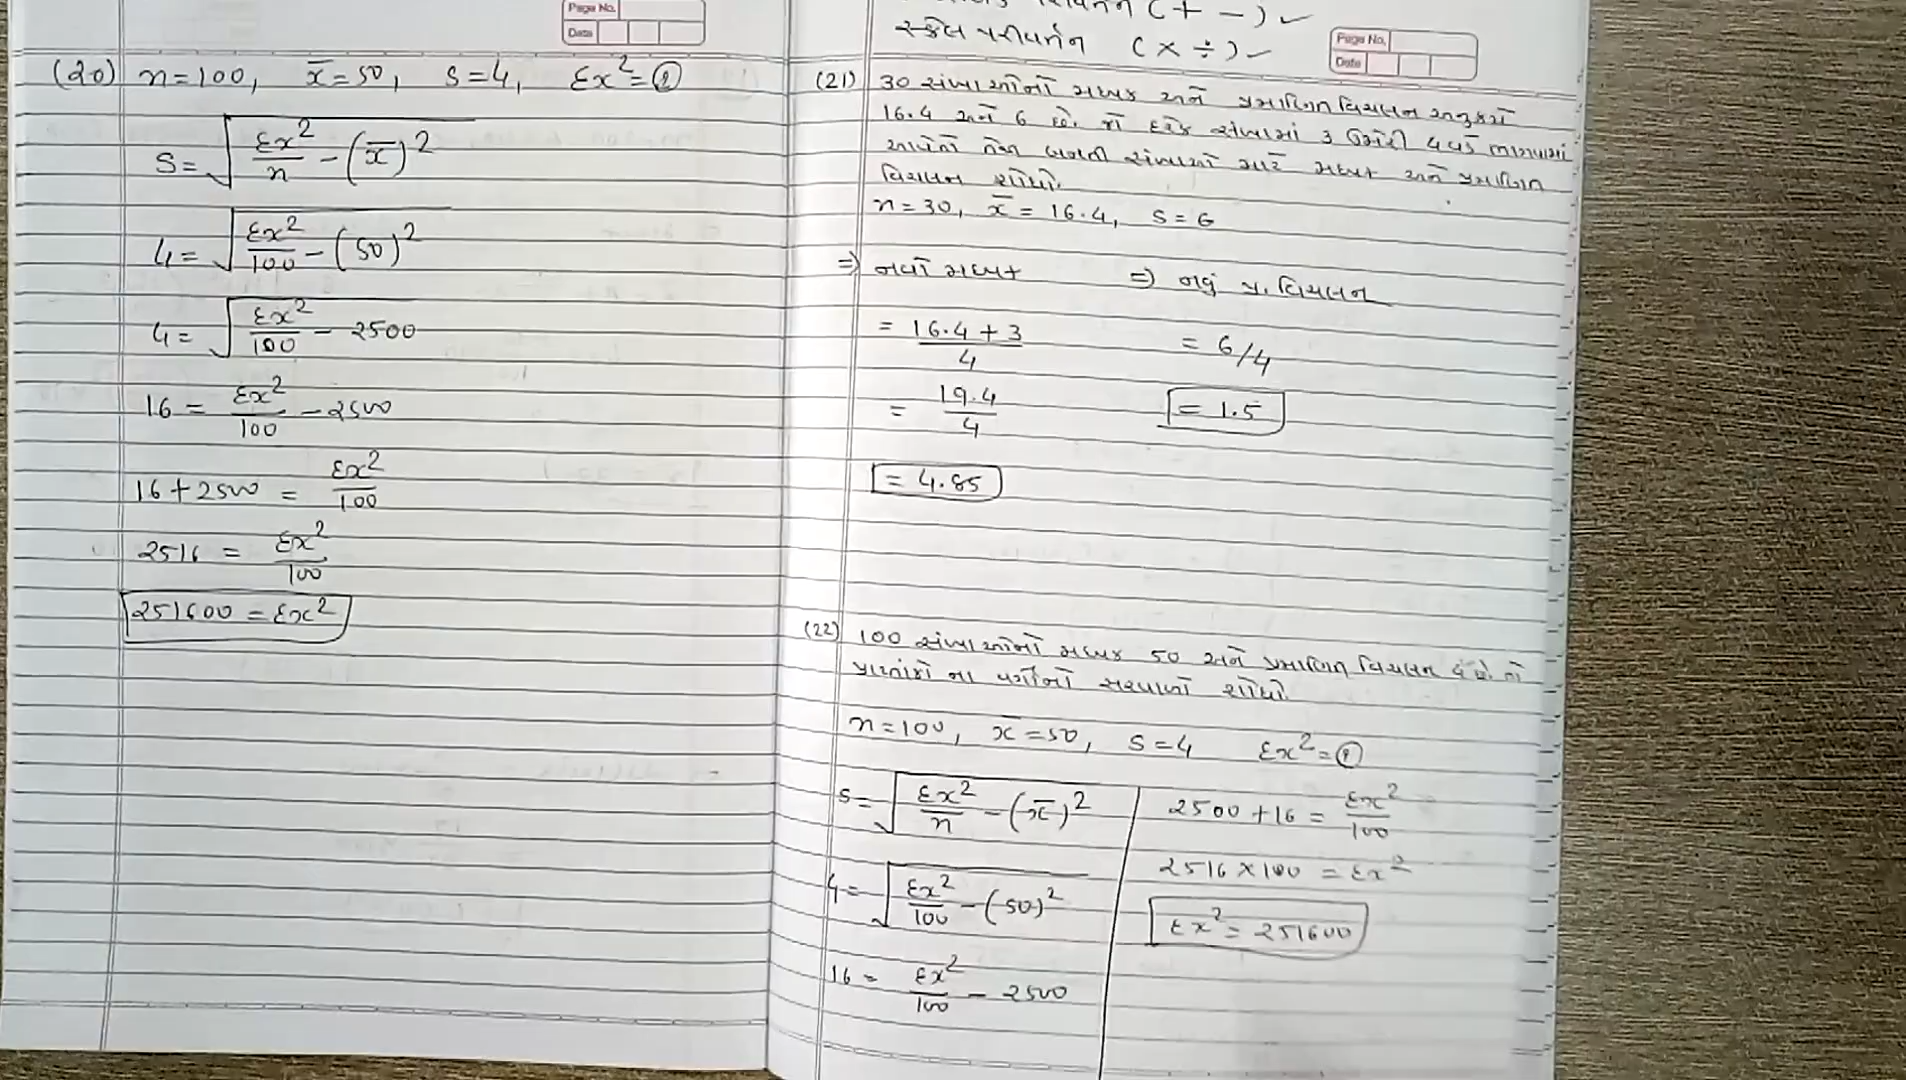 Page No.
Date
(20) n=100, x̄=50, s=4, Σx²=?
s=√(Σx²/n − (x̄)²)
4=√(Σx²/100 − (50)²)
4=√(Σx²/100 − 2500)
16 = Σx²/100 − 2500
16+2500 = Σx²/100
2516 = Σx²/100
251600 = Σx²
(+ −) ✓
સ્કેલ પરીવર્તન (× ÷) ✓
Page No.
Date
(21) 30 સંખ્યાઓનો મધ્યક અને પ્રમાણિત વિચલન અનુક્રમે
16.4 અને 6 છે. જો દરેક સંખ્યામાં 3 ઉમેરી 4 વડે ભાગવામાં
આવેતો તેમ બનતી સંખ્યાઓ માટે મધ્યક અને પ્રમાણિત
વિચલન શોધો.
n=30, x̄=16.4, s=6
⇒ નવો મધ્યક ⇒ નવું પ્ર. વિચલન
= (16.4+3)/4 = 6/4
= 19.4/4 = 1.5
= 4.85
(22) 100 સંખ્યાઓનો મધ્યક 50 અને પ્રમાણિત વિચલન 4 છે. તો
પ્રાપ્તાંકો ના વર્ગોનો સરવાળો શોધો.
n=100, x̄=50, s=4 Σx²=?
s=√(Σx²/n − (x̄)²)
4=√(Σx²/100 − (50)²)
16 = Σx²/100 − 2500
2500+16 = Σx²/100
2516×100 = Σx²
Σx² = 251600